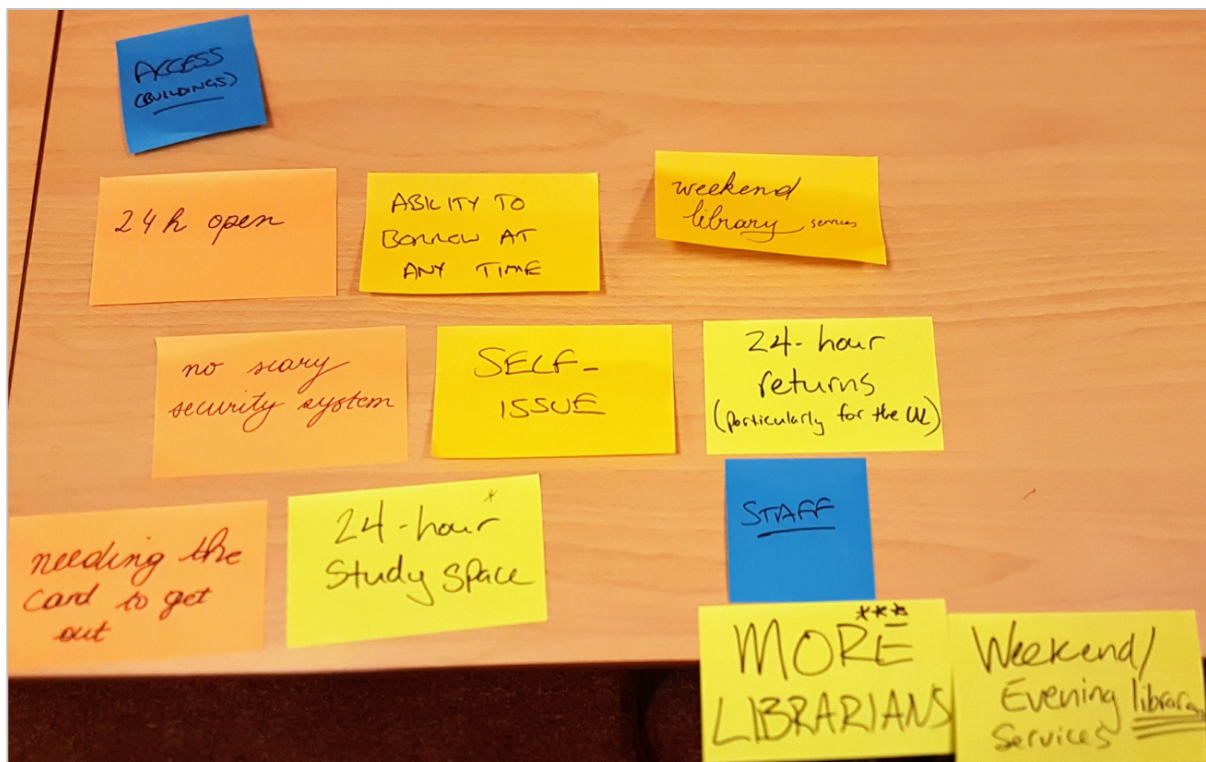 ACCESS
(BUILDINGS)
24h open
ABILITY TO
BORROW AT
ANY TIME
weekend
library services
no scary
security system
SELF-
ISSUE
24-hour
returns
(particularly for the UL)
needing the
card to get
out
24-hour*
Study space
STAFF
***
MORE
LIBRARIANS
Weekend/
Evening
Services